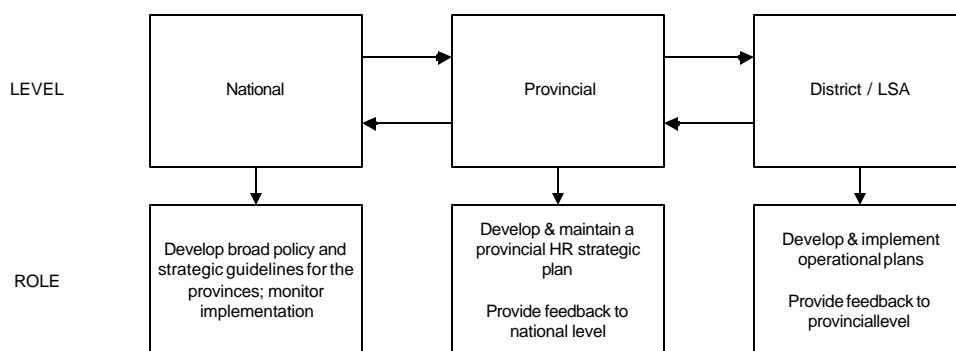 LEVEL
National
Provincial
District / LSA
ROLE
Develop broad policy and
strategic guidelines for the
provinces; monitor
implementation
Develop & maintain a
provincial HR strategic
plan
Provide feedback to
national level
Develop & implement
operational plans
Provide feedback to
provinciallevel